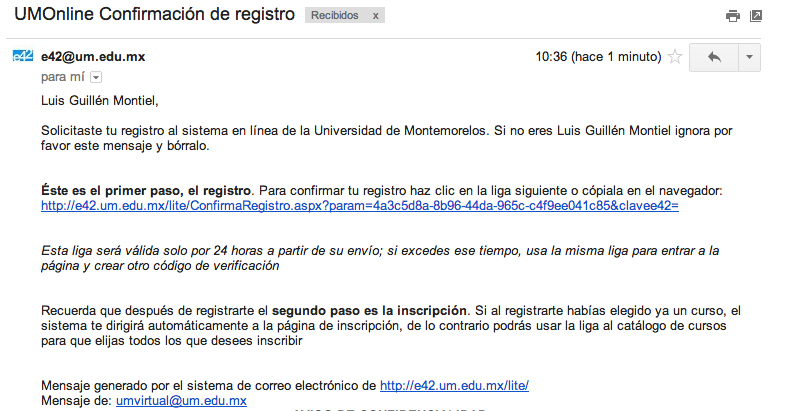 UMOnline Confirmación de registro Recibidos x
e42 e42@um.edu.mx 10:36 (hace 1 minuto)
para mí
Luis Guillén Montiel,
Solicitaste tu registro al sistema en línea de la Universidad de Montemorelos. Si no eres Luis Guillén Montiel ignora por
favor este mensaje y bórralo.
Éste es el primer paso, el registro. Para confirmar tu registro haz clic en la liga siguiente o cópiala en el navegador:
http://e42.um.edu.mx/lite/ConfirmaRegistro.aspx?param=4a3c5d8a-8b96-44da-965c-c4f9ee041c85&clavee42=
Esta liga será válida solo por 24 horas a partir de su envío; si excedes ese tiempo, usa la misma liga para entrar a la
página y crear otro código de verificación
Recuerda que después de registrarte el segundo paso es la inscripción. Si al registrarte habías elegido ya un curso, el
sistema te dirigirá automáticamente a la página de inscripción, de lo contrario podrás usar la liga al catálogo de cursos
para que elijas todos los que desees inscribir
Mensaje generado por el sistema de correo electrónico de http://e42.um.edu.mx/lite/
Mensaje de: umvirtual@um.edu.mx